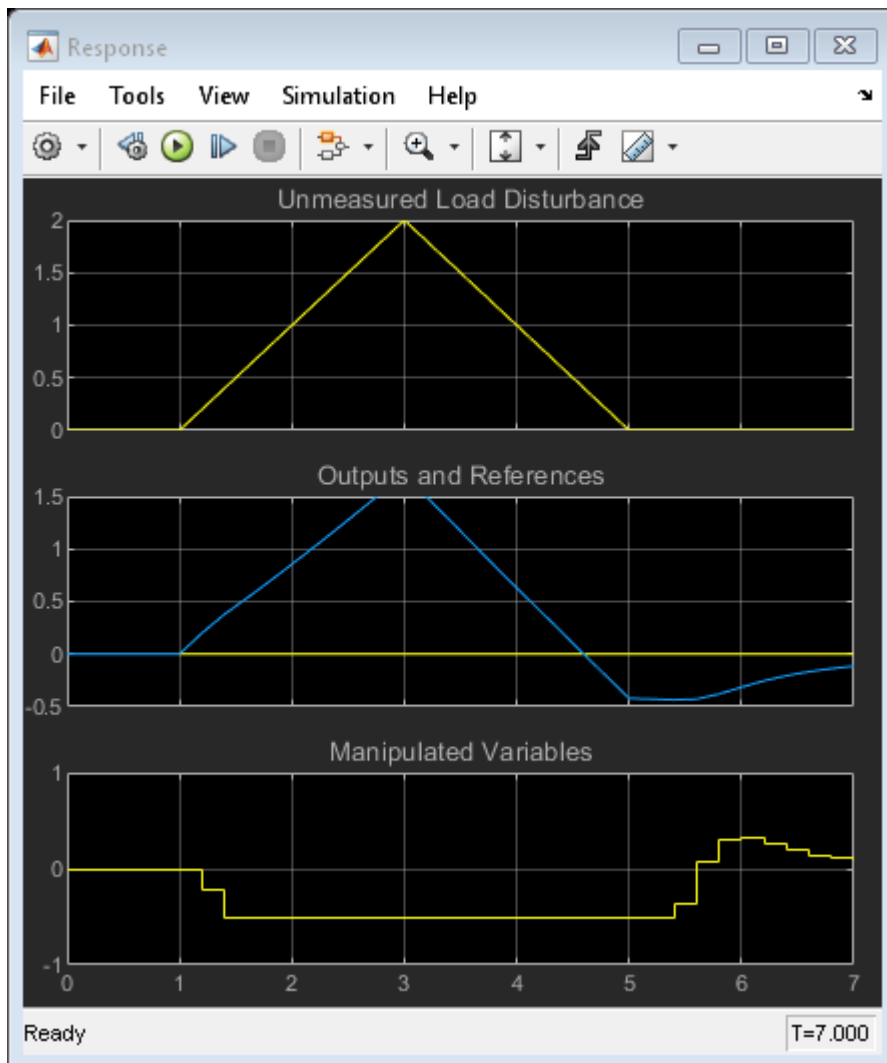 Response
File Tools View Simulation Help
Unmeasured Load Disturbance
2
1.5
1
0.5
0
Outputs and References
1.5
1
0.5
0
-0.5
Manipulated Variables
1
0
-1
0 1 2 3 4 5 6 7
Ready T=7.000